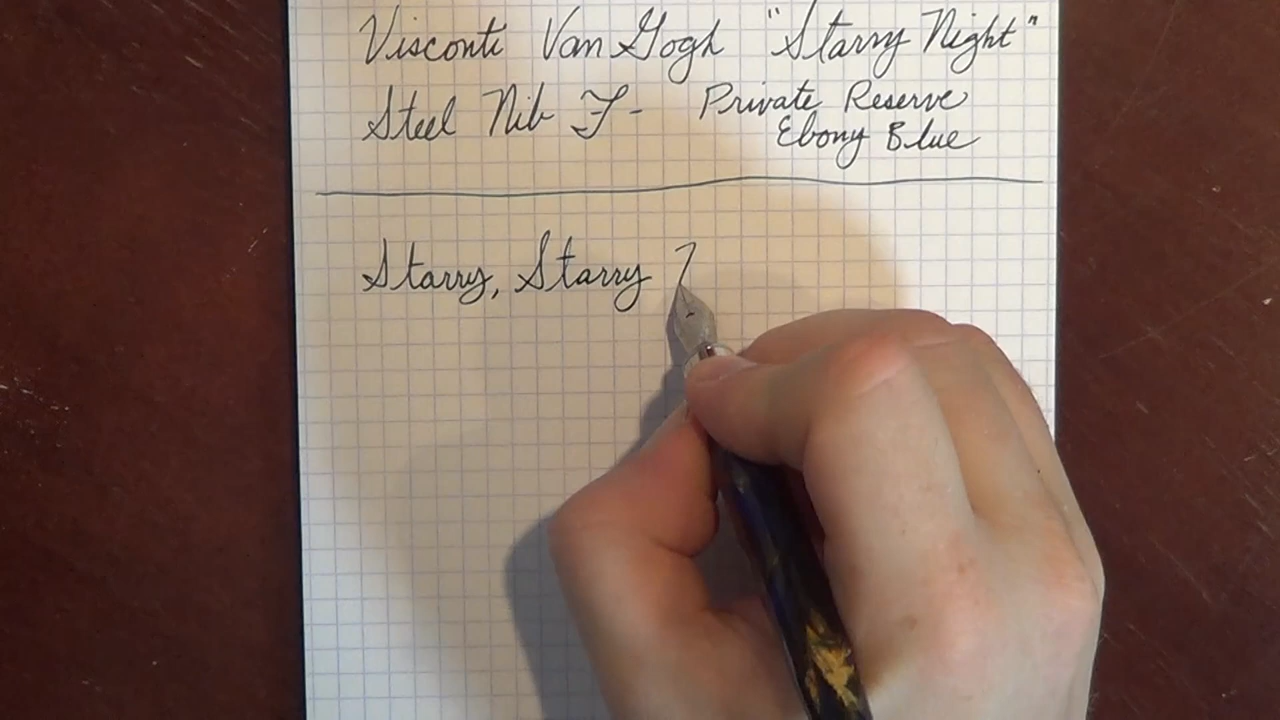 Visconti Van Gogh "Starry Night"
Steel Nib F - Private Reserve
Ebony Blue
Starry, Starry